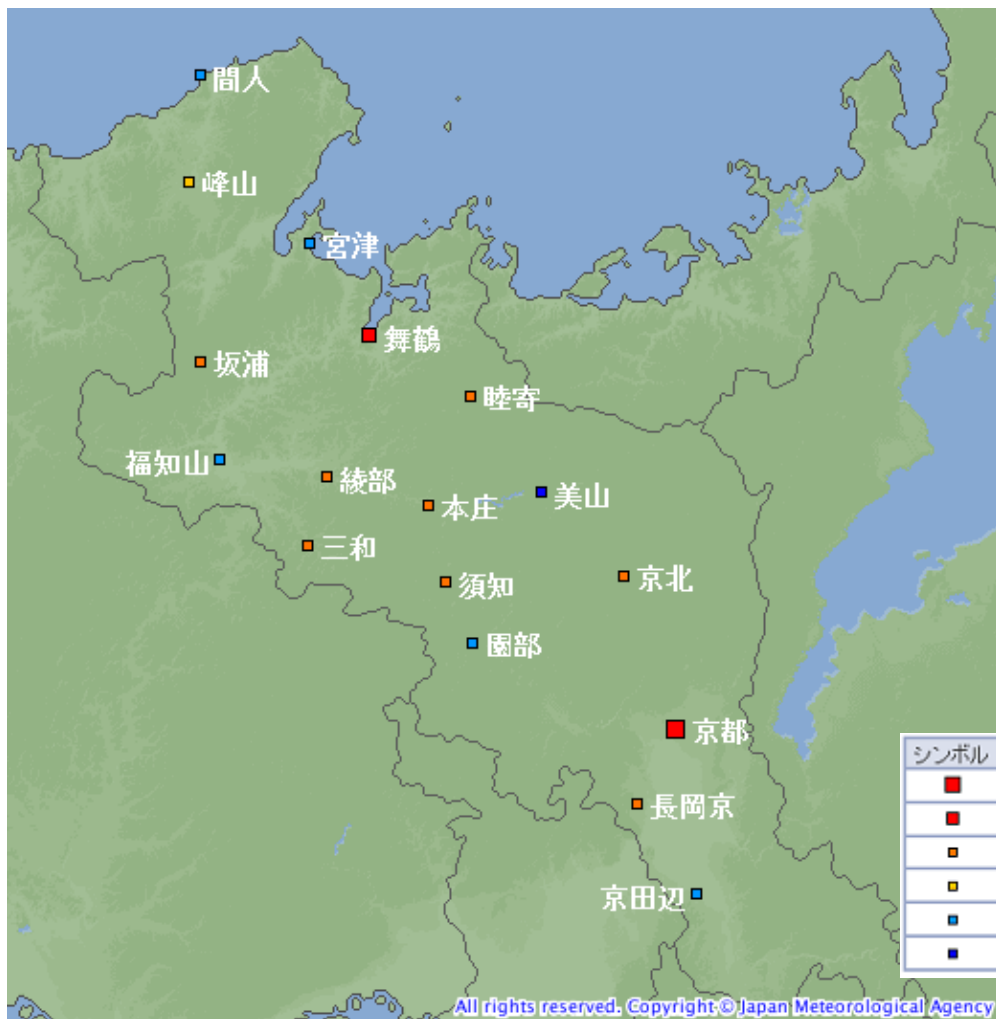 間人
峰山
宮津
舞鶴
坂浦
睦寄
福知山
綾部
美山
本庄
三和
京北
須知
園部
京都
シンボル
長岡京
京田辺
All rights reserved. Copyright © Japan Meteorological Agency